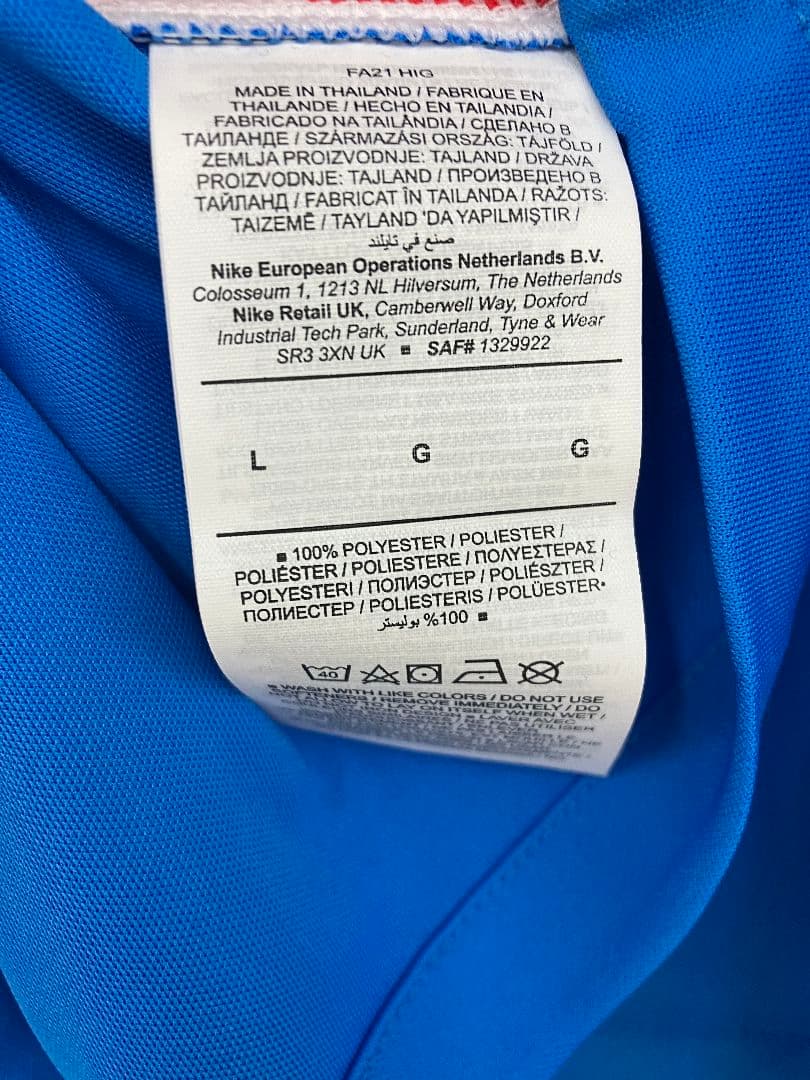 FA21 HIG
MADE IN THAILAND / FABRIQUE EN
THAILANDE / HECHO EN TAILANDIA /
FABRICADO NA TAILÂNDIA / СДЕЛАНО В
ТАИЛАНДЕ / SZÁRMAZÁSI ORSZÁG: TÁJFÖLD /
ZEMLJA PROIZVODNJE: TAJLAND / DRŽAVA
PROIZVODNJE: TAJLAND / ПРОИЗВЕДЕНО В
ТАЙЛАНД / FABRICAT ÎN TAILANDA / RAŽOTS:
TAIZEMĒ / TAYLAND 'DA YAPILMIŞTIR /
صنع في تايلند
Nike European Operations Netherlands B.V.
Colosseum 1, 1213 NL Hilversum, The Netherlands
Nike Retail UK, Camberwell Way, Doxford
Industrial Tech Park, Sunderland, Tyne & Wear
SR3 3XN UK ■ SAF# 1329922
L G G
■ 100% POLYESTER / POLIESTER /
POLIÉSTER / POLIESTERE / ΠΟΛΥΕΣΤΕΡΑΣ /
POLYESTERI / ПОЛИЭСТЕР / POLIÉSZTER /
ПОЛИЕСТЕР / POLIESTERIS / POLÜESTER▪
100% بوليستر ■
40
■ WASH WITH LIKE COLORS / DO NOT USE
REMOVE IMMEDIATELY / DO
ITSELF WHEN WET /